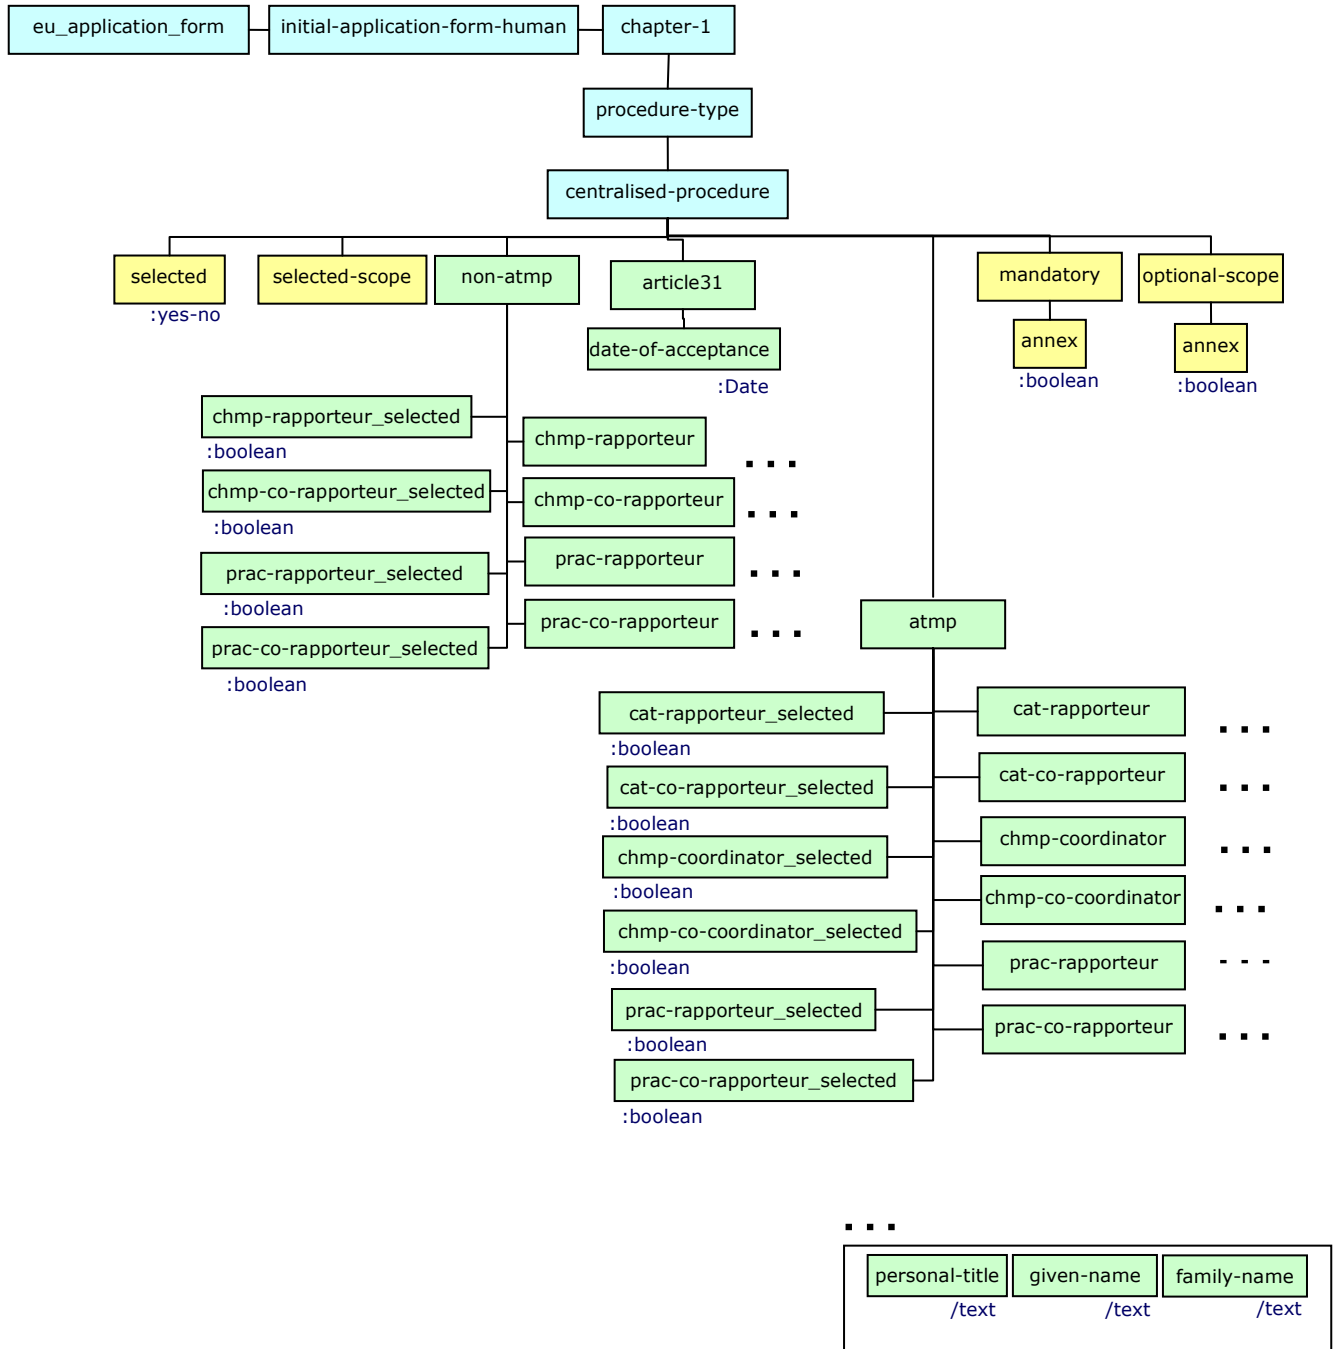 eu_application_form initial-application-form-human chapter-1
procedure-type
centralised-procedure
selected selected-scope non-atmp article31 mandatory optional-scope
:yes-no
date-of-acceptance annex annex
:Date :boolean :boolean
chmp-rapporteur_selected
:boolean
chmp-rapporteur ...
chmp-co-rapporteur_selected
:boolean
chmp-co-rapporteur ...
prac-rapporteur_selected
:boolean
prac-rapporteur ...
prac-co-rapporteur_selected
:boolean
prac-co-rapporteur ...
atmp
cat-rapporteur_selected
:boolean
cat-rapporteur ...
cat-co-rapporteur_selected
:boolean
cat-co-rapporteur ...
chmp-coordinator_selected
:boolean
chmp-coordinator ...
chmp-co-coordinator_selected
:boolean
chmp-co-coordinator ...
prac-rapporteur_selected
:boolean
prac-rapporteur ...
prac-co-rapporteur_selected
:boolean
prac-co-rapporteur ...
...
personal-title given-name family-name
/text /text /text